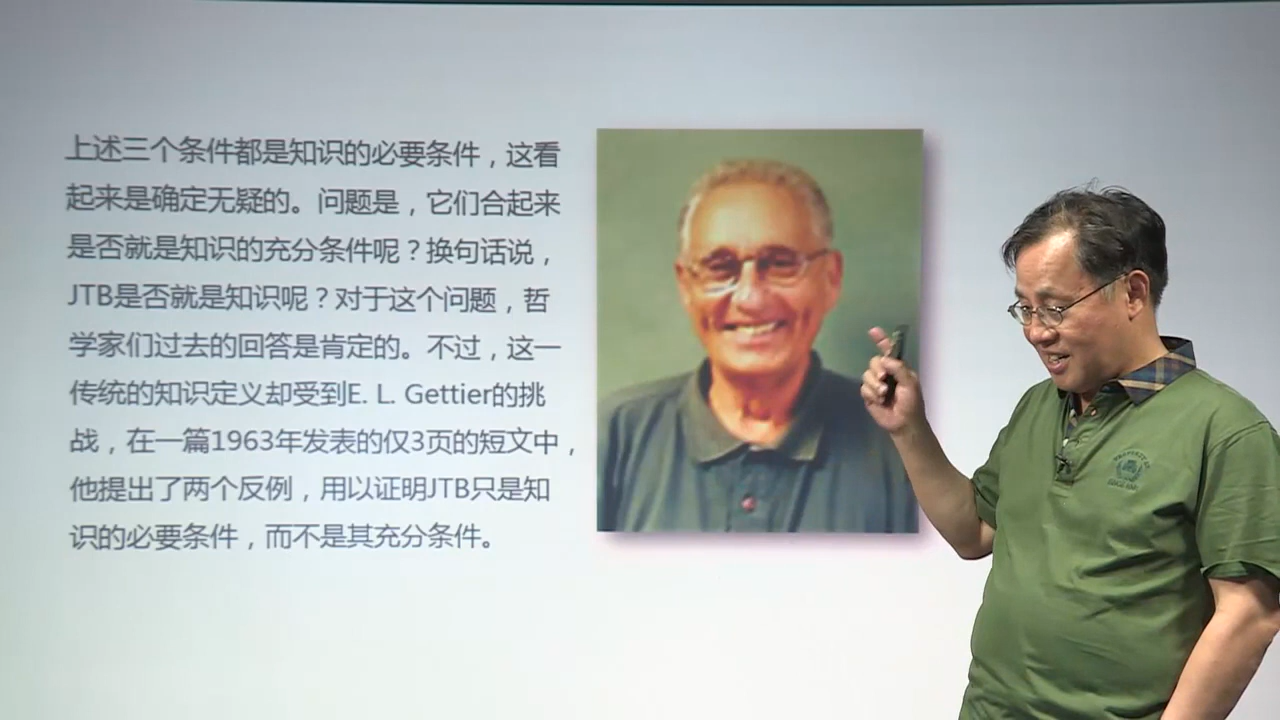 上述三个条件都是知识的必要条件，这看
起来是确定无疑的。问题是，它们合起来
是否就是知识的充分条件呢？换句话说，
JTB是否就是知识呢？对于这个问题，哲
学家们过去的回答是肯定的。不过，这一
传统的知识定义却受到E. L. Gettier的挑
战，在一篇1963年发表的仅3页的短文中，
他提出了两个反例，用以证明JTB只是知
识的必要条件，而不是其充分条件。